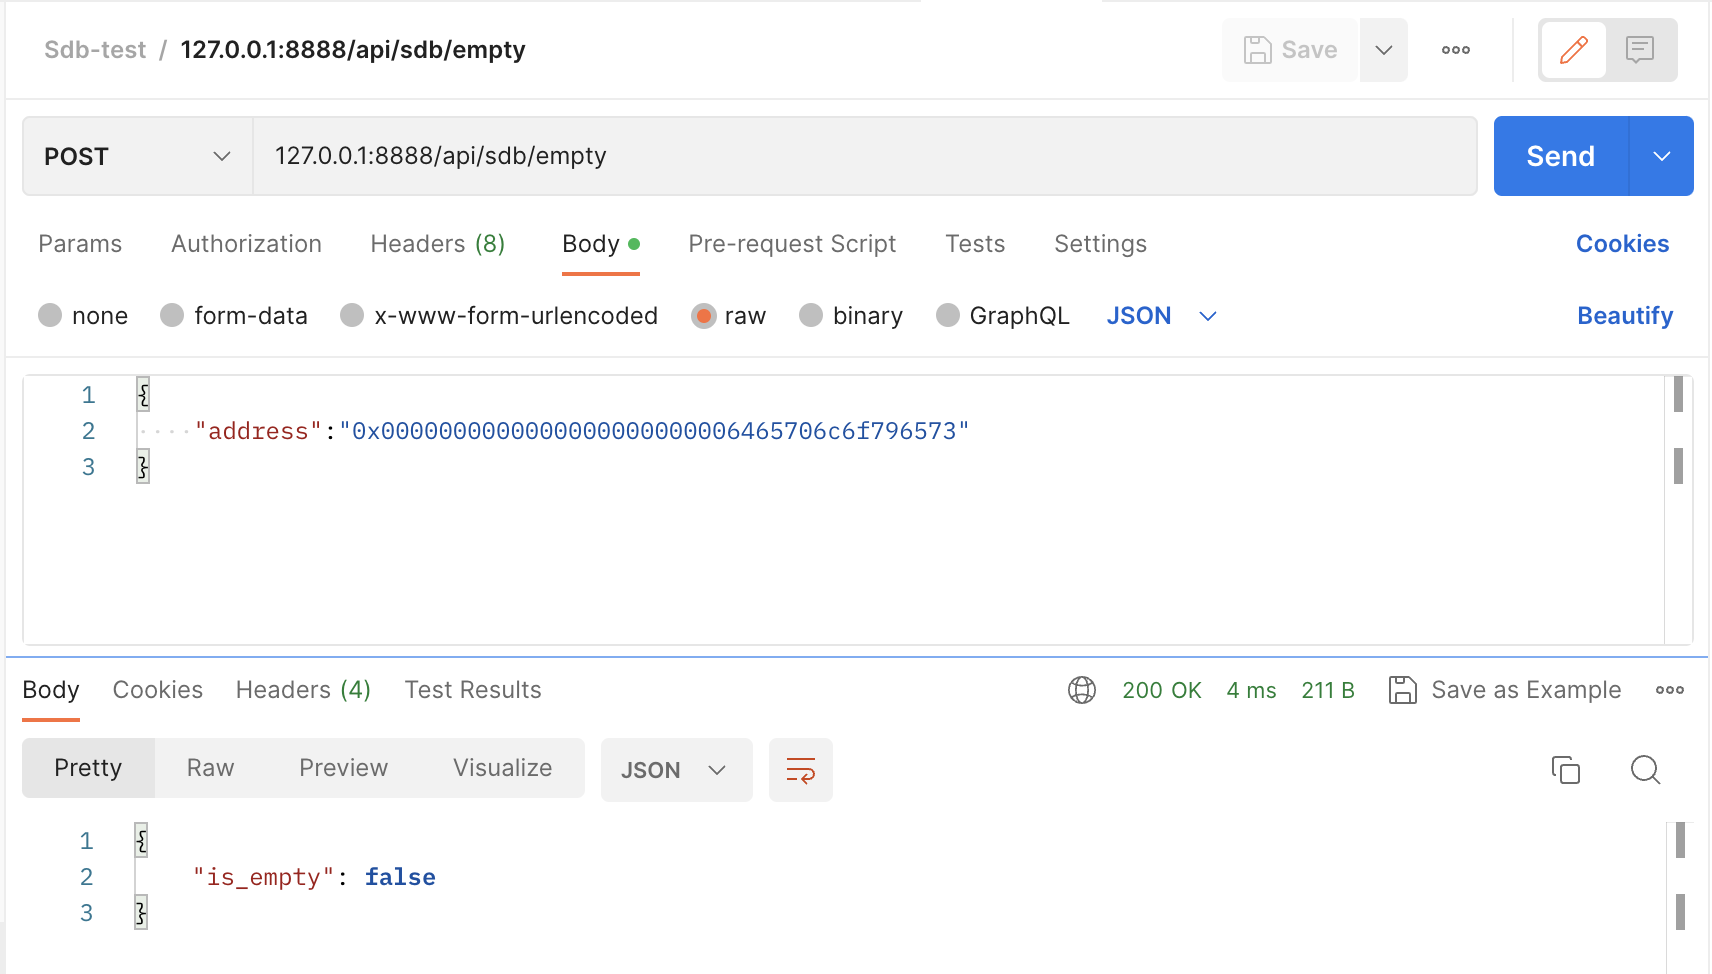 Sdb-test / 127.0.0.1:8888/api/sdb/empty
Save
POST
127.0.0.1:8888/api/sdb/empty
Send
Params Authorization Headers (8) Body Pre-request Script Tests Settings Cookies
none form-data x-www-form-urlencoded raw binary GraphQL JSON Beautify
1 {
2 ····"address":"0x0000000000000000000000006465706c6f796573"
3 }
Body Cookies Headers (4) Test Results 200 OK 4 ms 211 B Save as Example
Pretty Raw Preview Visualize JSON
1 {
2 "is_empty": false
3 }